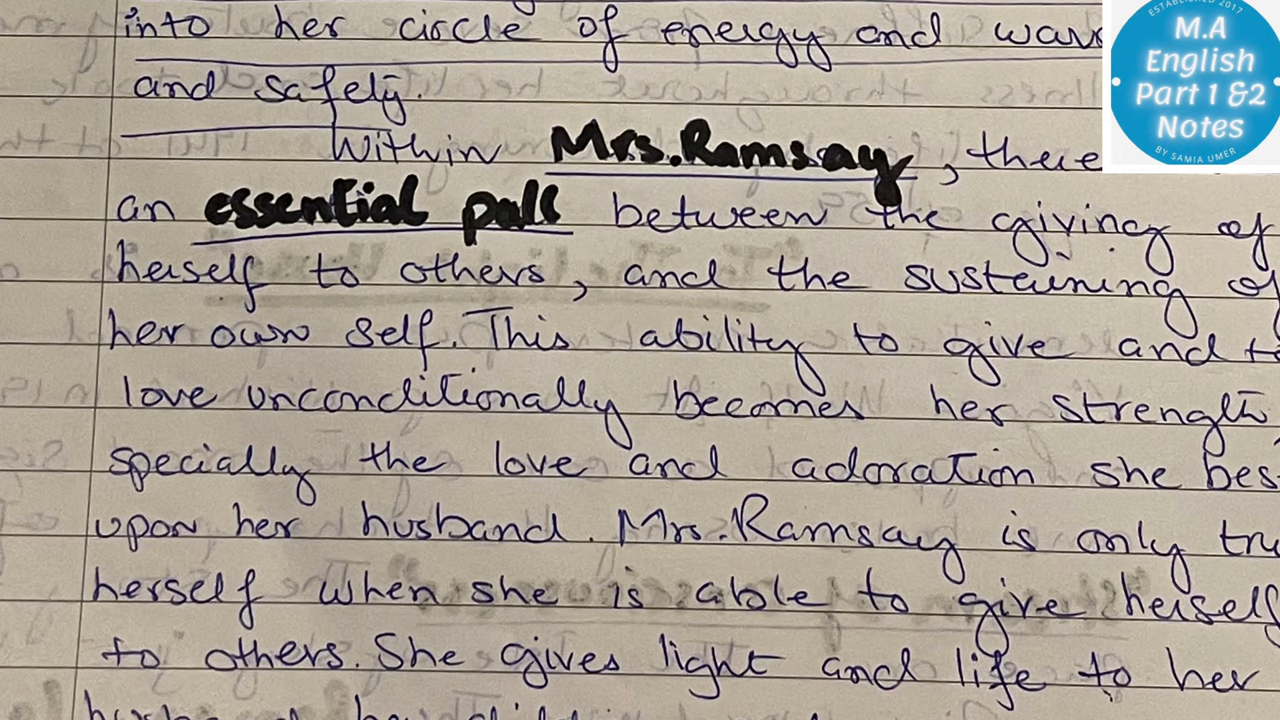 into her circle of energy and
and safety.
Within Mrs. Ramsay, there
an essential pull between the giving of
herself to others, and the sustaining of
her own self. This ability to give and
love unconditionally becomes her strength,
specially the love and adoration she bes
upon her husband. Mrs. Ramsay is only
herself when she is able to give herself
to others. She gives light and life to her
ESTABLISHED 2017
M.A
English
Part 1 &2
Notes
BY SAMIA UMER